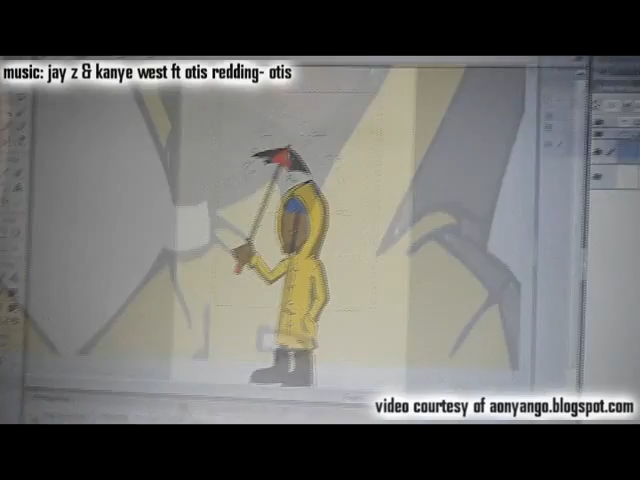 music: jay z & kanye west ft otis redding- otis
video courtesy of aonyango.blogspot.com